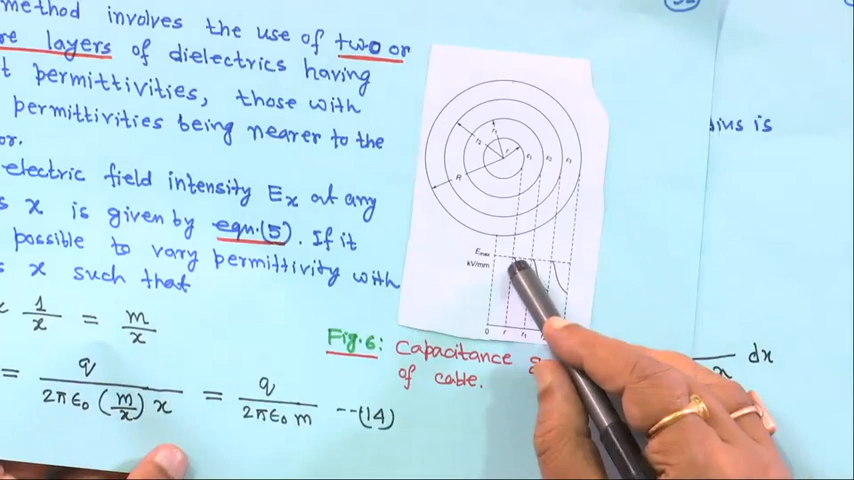 method involves the use of two or
layers of dielectrics having
permittivities, those with
permittivities being nearer to the
electric field intensity Ex at any
x is given by eqn.(5). If it
possible to vary permittivity with
x such that
1/x = m/x
= q / 2πε0 (m/x) x = q / 2πε0 m --(14)
r1
r2
r
R
ε1
ε2
ε3
Emax
kV/mm
0 r r1
Fig.6: Capacitance
of cable.
is
dx
x